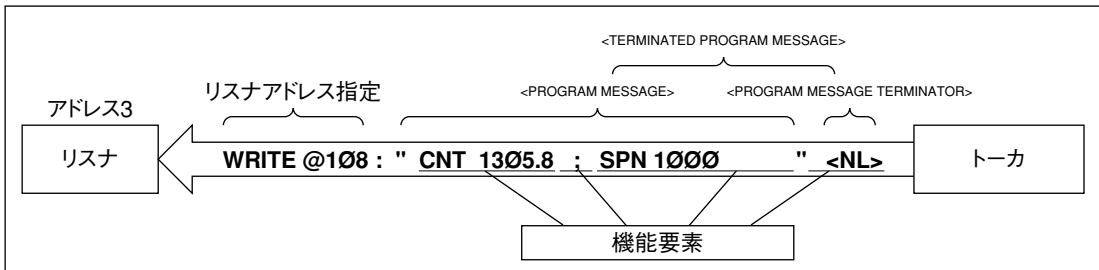 <TERMINATED PROGRAM MESSAGE>
リスナアドレス指定
<PROGRAM MESSAGE>
<PROGRAM MESSAGE TERMINATOR>
アドレス3
リスナ
WRITE @1Ø8 : " CNT 13Ø5.8 ; SPN 1ØØØ " <NL>
トーカ
機能要素